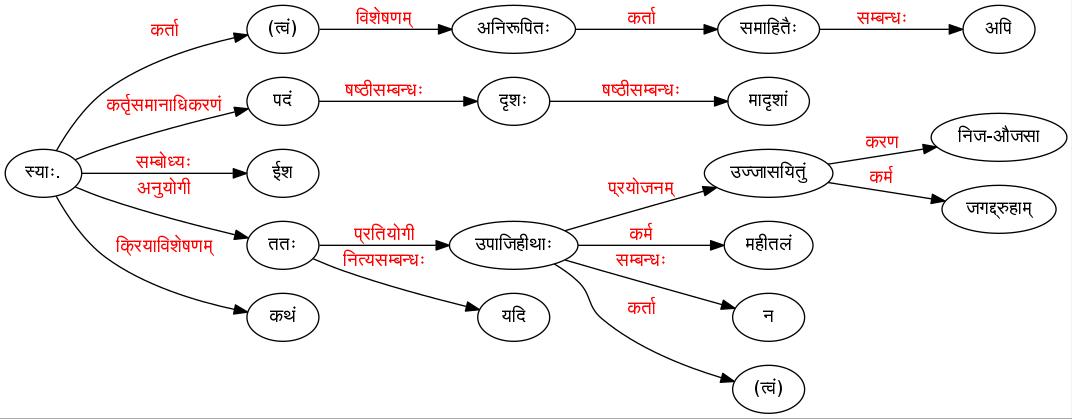 कर्ता
(त्वं)
विशेषणम्
अनिरूपितः
कर्ता
समाहितैः
सम्बन्धः
अपि
कर्तृसमानाधिकरणं
पदं
षष्ठीसम्बन्धः
दृशः
षष्ठीसम्बन्धः
मादृशां
करण
निज-औजसा
स्याः.
सम्बोध्यः
ईश
प्रयोजनम्
उज्जासयितुं
कर्म
जगद्द्रुहाम्
अनुयोगी
ततः
प्रतियोगी
उपाजिहीथाः
कर्म
महीतलं
क्रियाविशेषणम्
कथं
नित्यसम्बन्धः
यदि
सम्बन्धः
न
कर्ता
(त्वं)